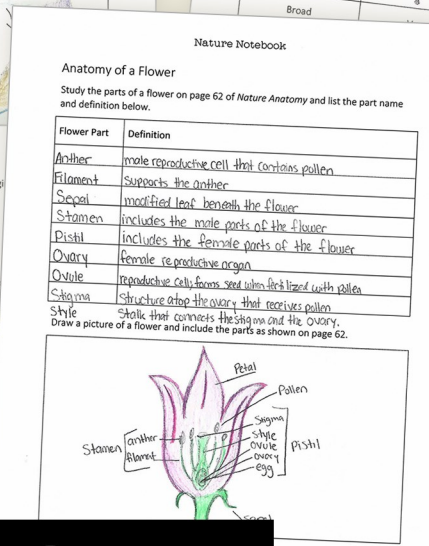 Broad
Nature Notebook
Anatomy of a Flower
Study the parts of a flower on page 62 of Nature Anatomy and list the part name
and definition below.
Flower Part Definition
Anther male reproductive cell that contains pollen
Filament supports the anther
Sepal modified leaf beneath the flower
Stamen includes the male parts of the flower
Pistil includes the female parts of the flower
Ovary female reproductive organ
Ovule reproductive cell; forms seed when fertilized with pollen
Stigma structure atop the ovary that receives pollen
Style Stalk that connects the stigma and the ovary.
Draw a picture of a flower and include the parts as shown on page 62.
Petal
Pollen
Stigma
style
ovule
ovary
egg
Pistil
Stamen
anther
filament